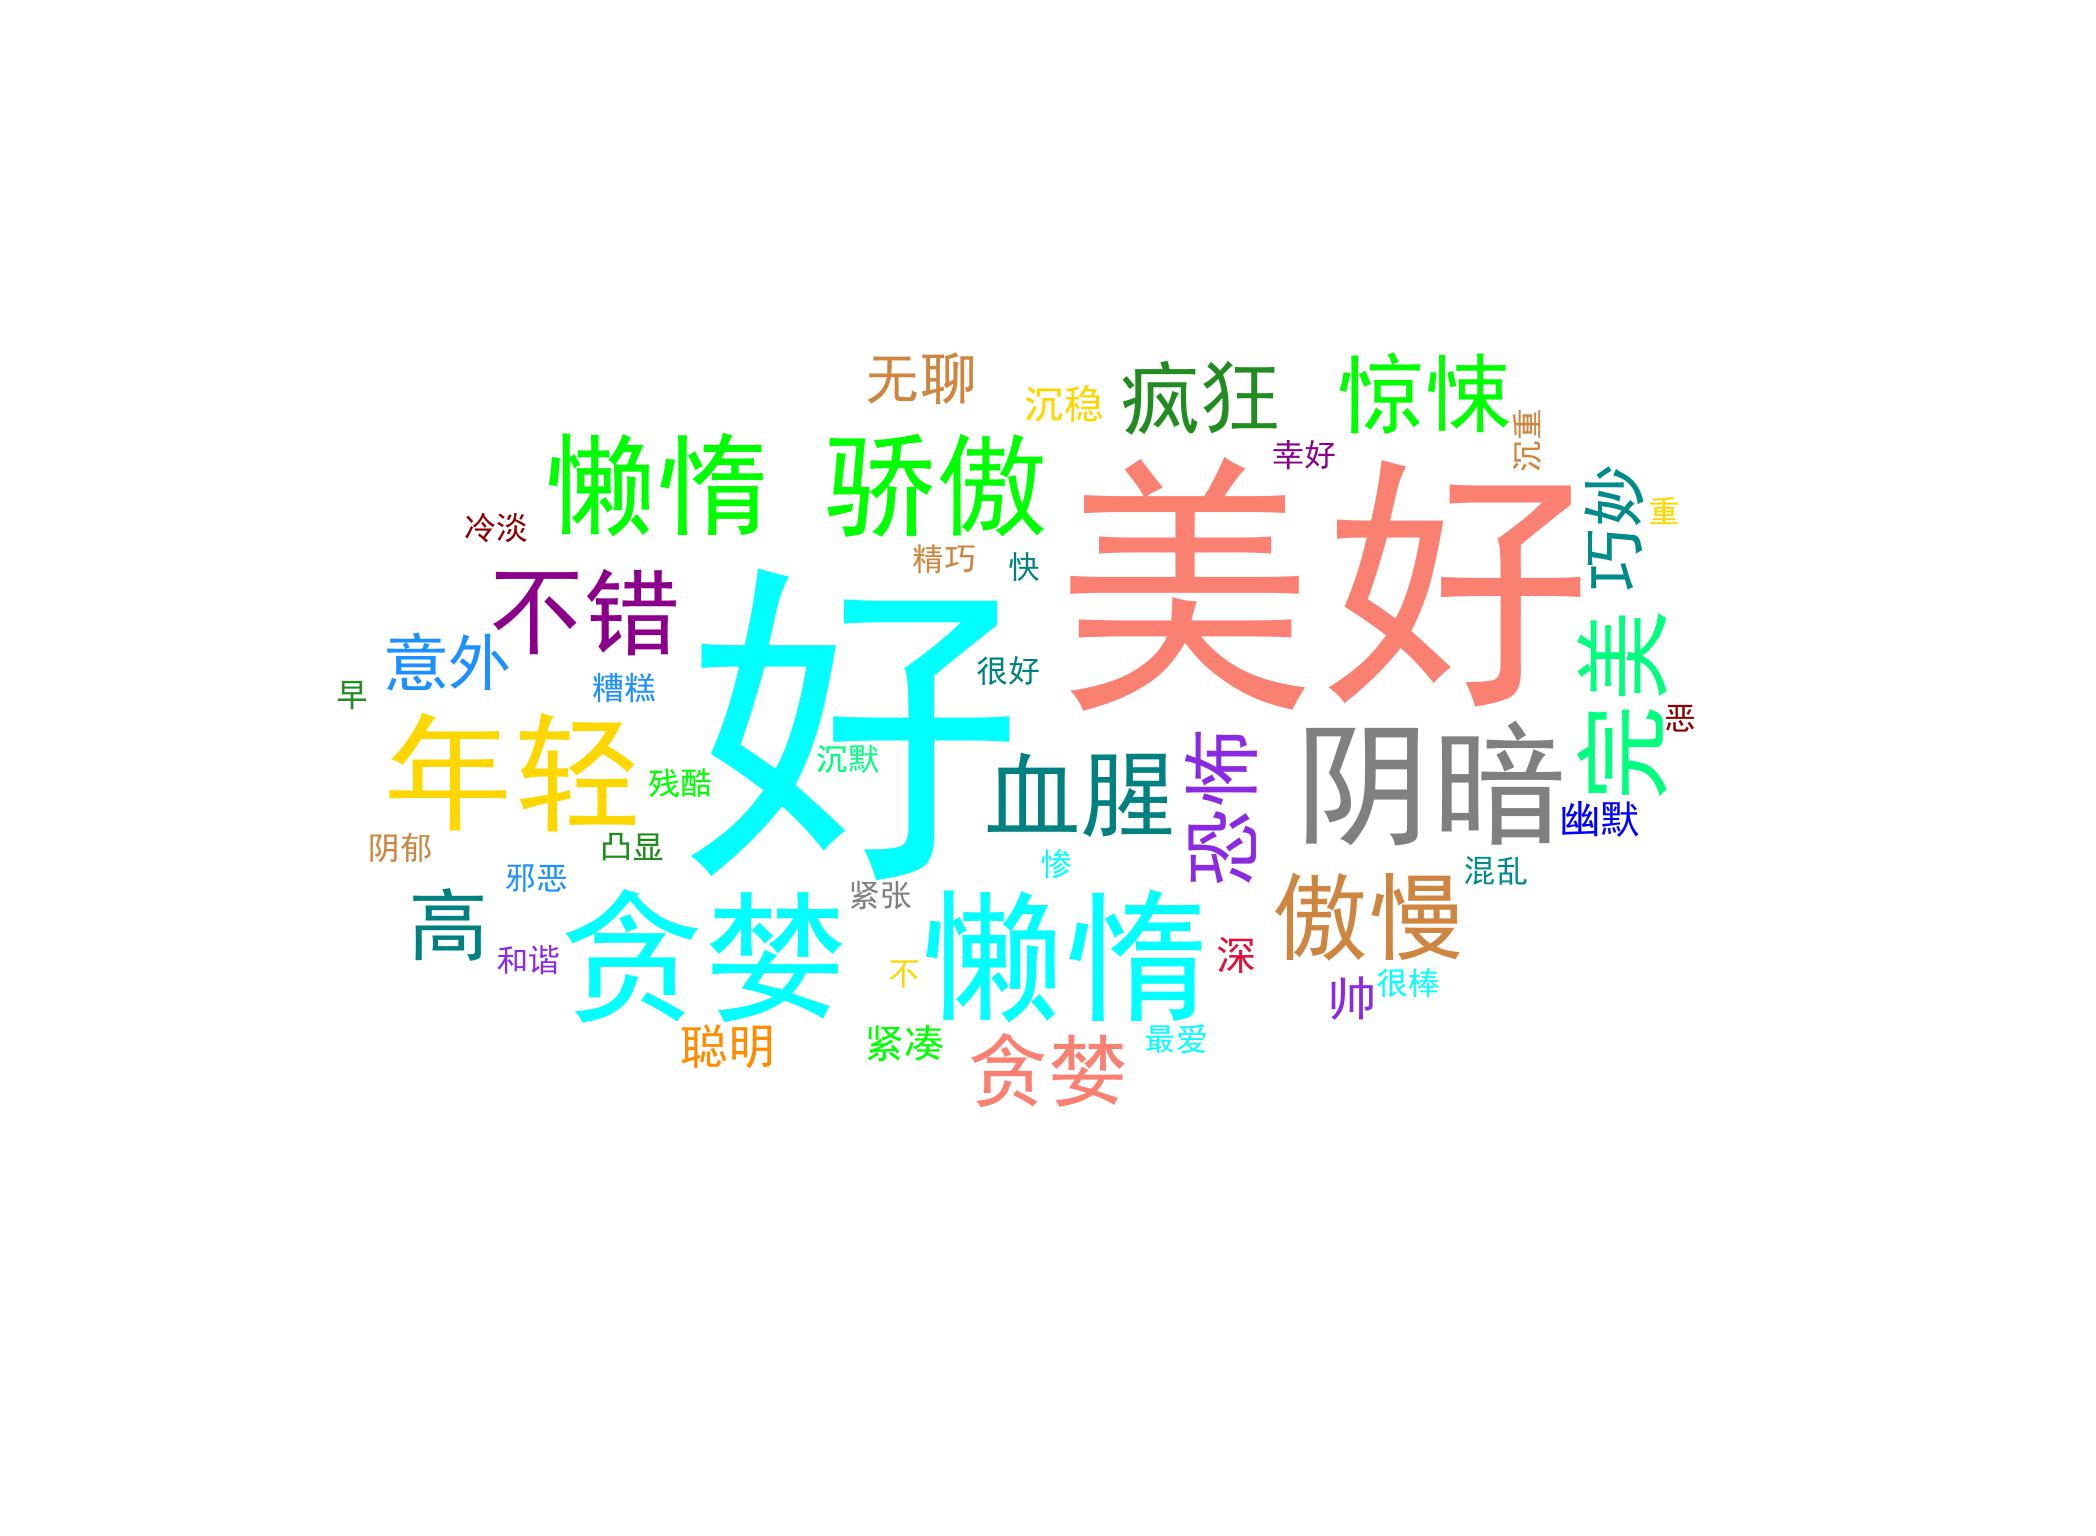 无聊
沉稳
疯狂
惊悚
沉重
幸好
懒惰
骄傲
美好
巧妙
重
冷淡
精巧
快
不错
好
很好
意外
糟糕
早
完美
恶
年轻
残酷
沉默
血腥
恐怖
阴暗
幽默
阴郁
凸显
惨
邪恶
紧张
混乱
高
贪婪
懒惰
傲慢
和谐
不
深
帅
很棒
聪明
紧凑
贪婪
最爱